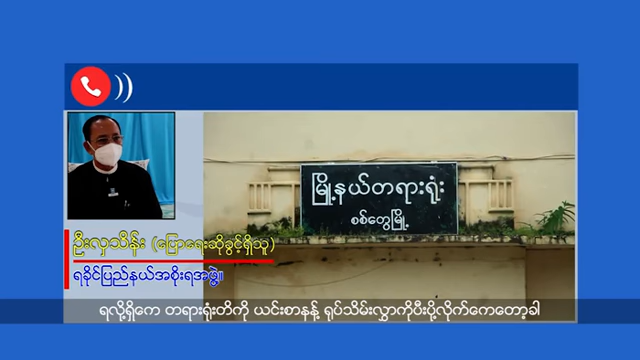 မြို့နယ်တရားရုံး
စစ်တွေမြို့
ဦးလှသိန်း (ပြောရေးဆိုခွင့်ရှိသူ)
ရခိုင်ပြည်နယ်အစိုးရအဖွဲ့၊
ရလို့ရှိကေ တရားရုံးတိကို ယင်းစာနန့် ရုပ်သိမ်းလွှာကိုပီးပို့လိုက်ကေတော့ခါ